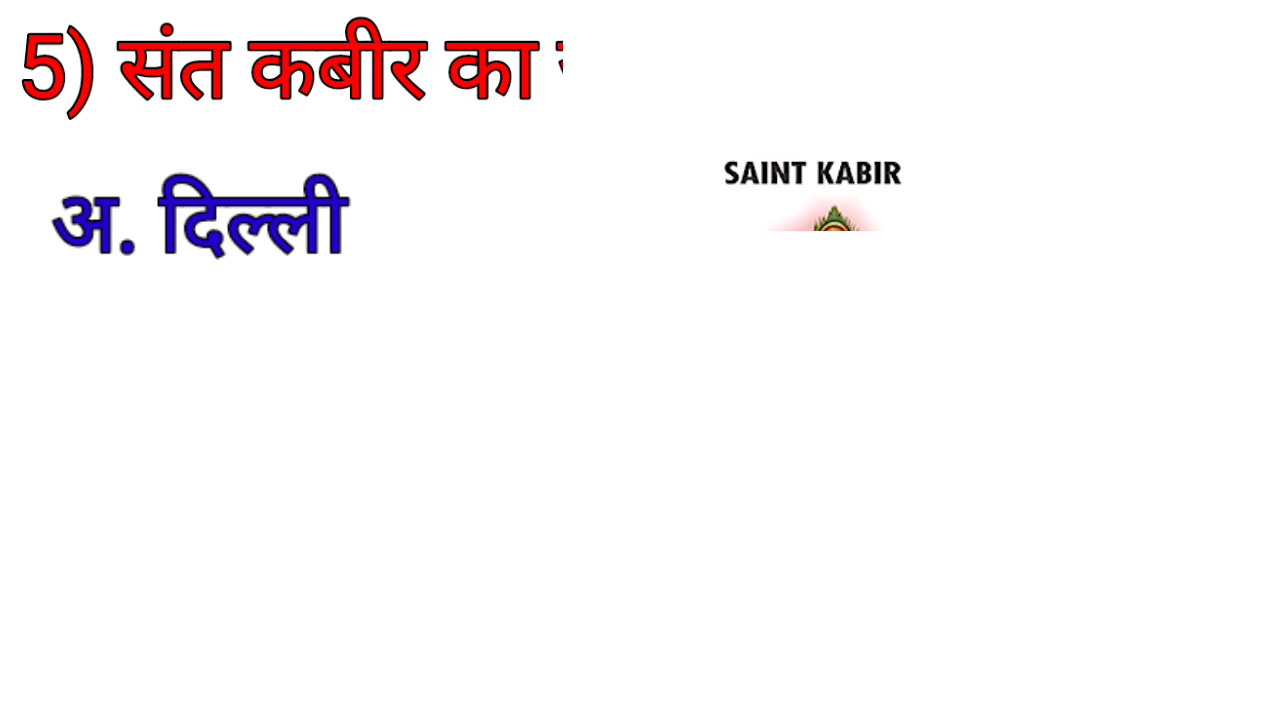 5) संत कबीर का
अ. दिल्ली
SAINT KABIR